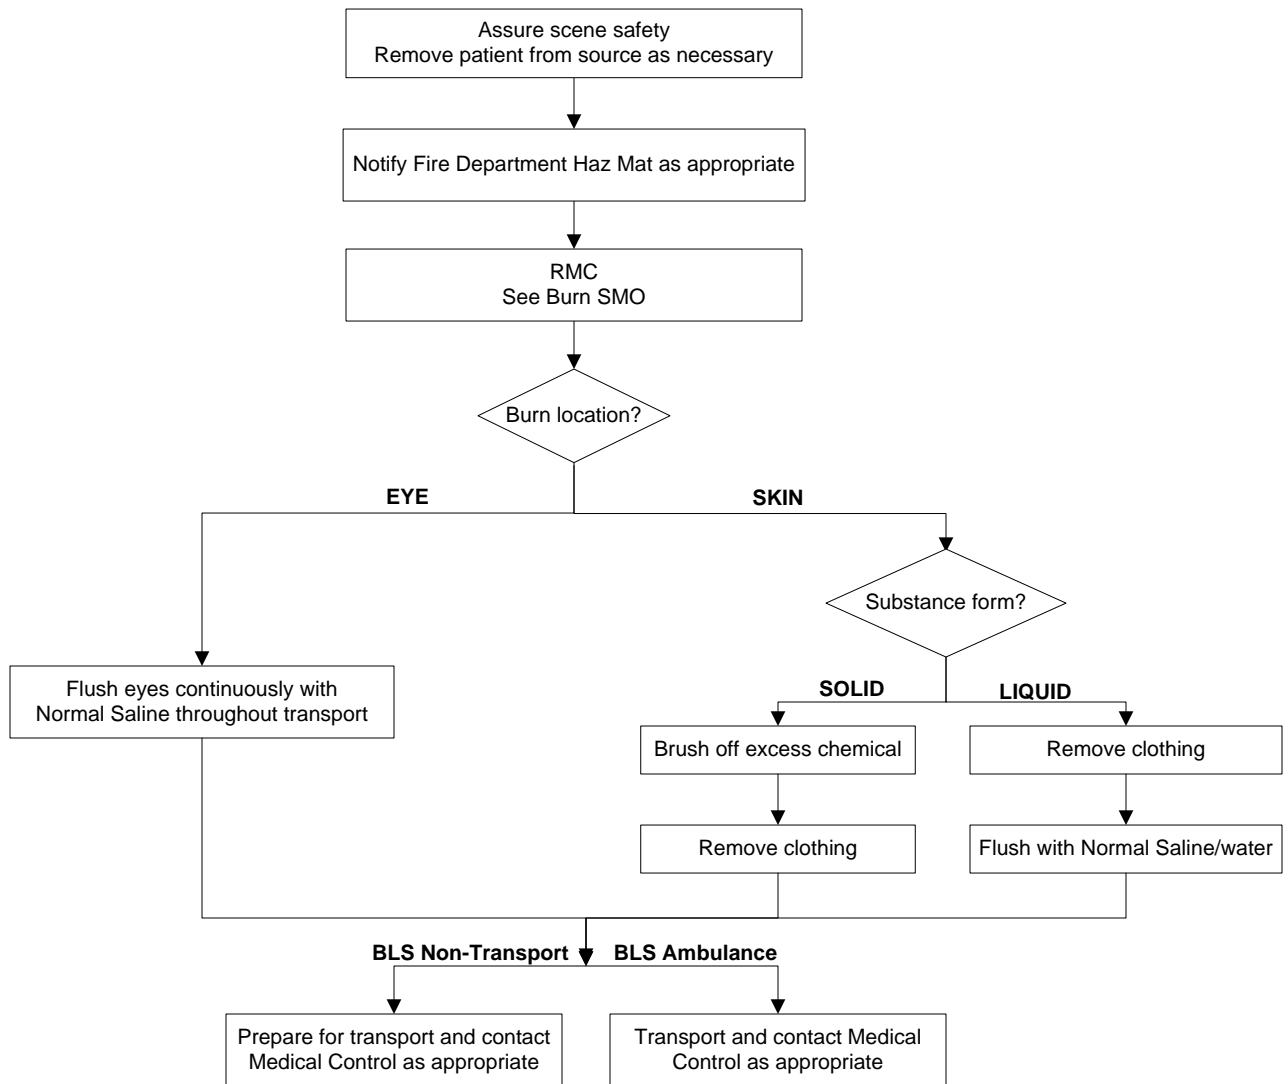 Assure scene safety
Remove patient from source as necessary
Notify Fire Department Haz Mat as appropriate
RMC
See Burn SMO
Burn location?
EYE
SKIN
Substance form?
Flush eyes continuously with
Normal Saline throughout transport
SOLID
LIQUID
Brush off excess chemical
Remove clothing
Remove clothing
Flush with Normal Saline/water
BLS Non-Transport
BLS Ambulance
Prepare for transport and contact
Medical Control as appropriate
Transport and contact Medical
Control as appropriate